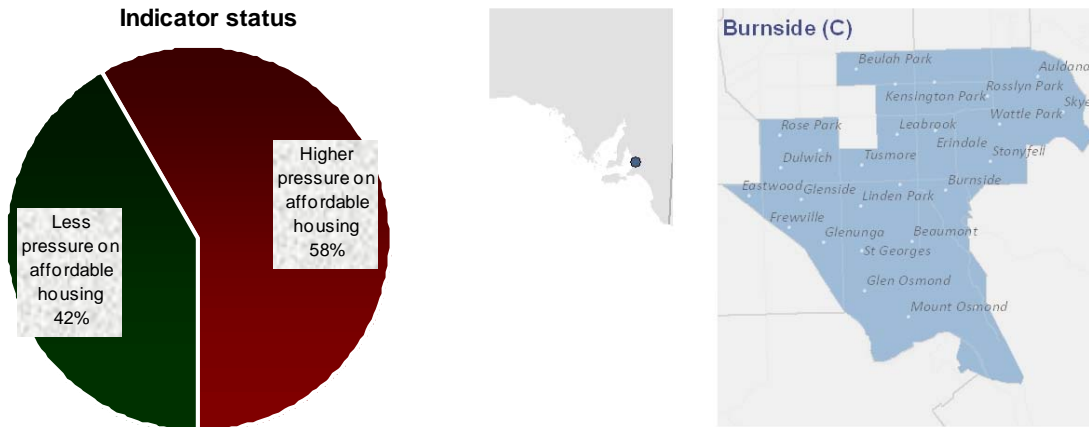 Indicator status
Less
pressure on
affordable
housing
42%
Higher
pressure on
affordable
housing
58%
Burnside (C)
Beulah Park
Auldana
Kensington Park
Rosslyn Park
Skye
Wattle Park
Rose Park
Leabrook
Erindale
Stonyfell
Dulwich
Tusmore
Eastwood
Glenside
Linden Park
Burnside
Frewville
Glenunga
Beaumont
St Georges
Glen Osmond
Mount Osmond